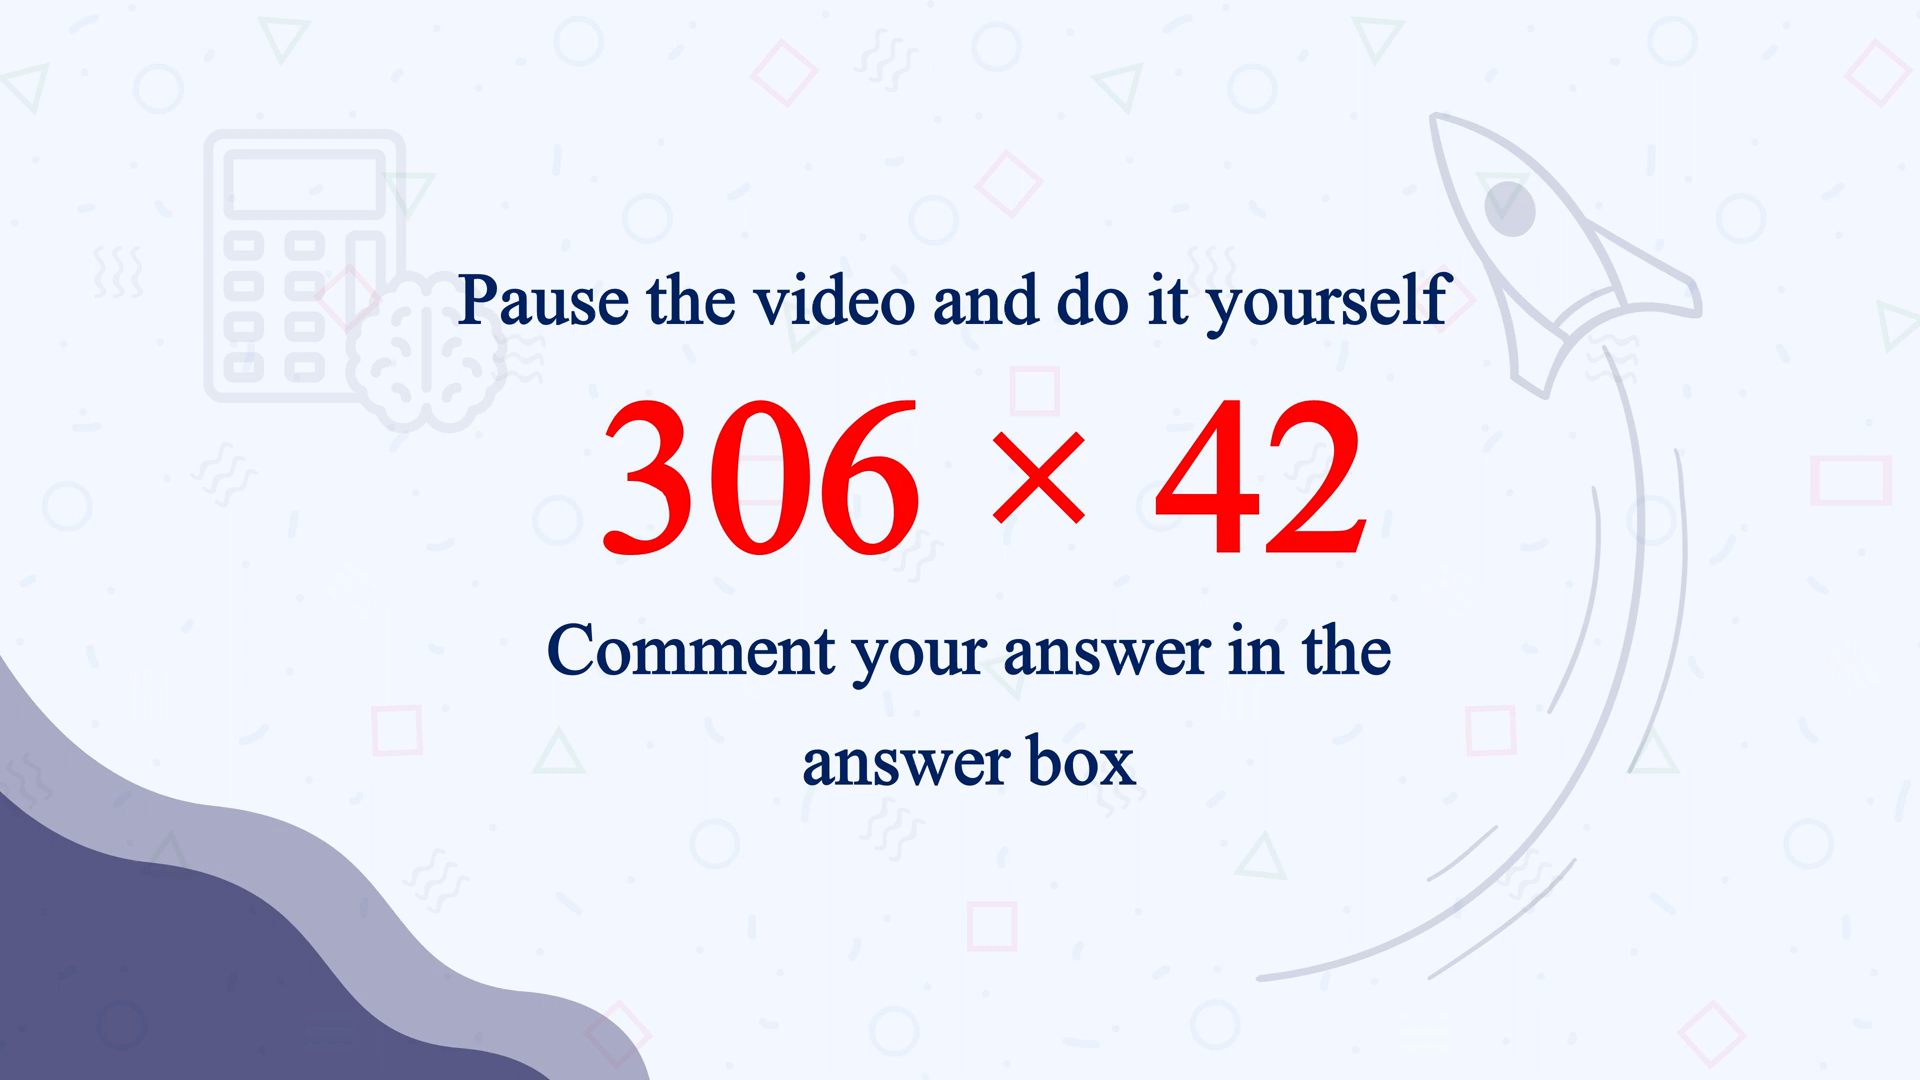 Pause the video and do it yourself
306 × 42
Comment your answer in the
answer box